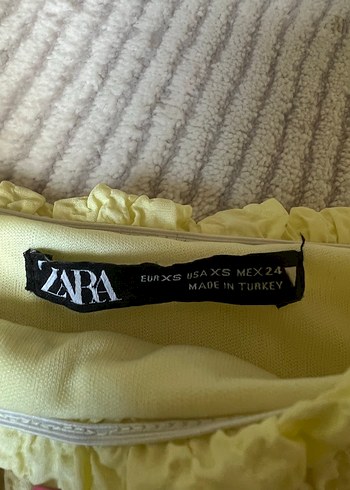 ZARA
EUR XS USA XS MEX 24
MADE IN TURKEY